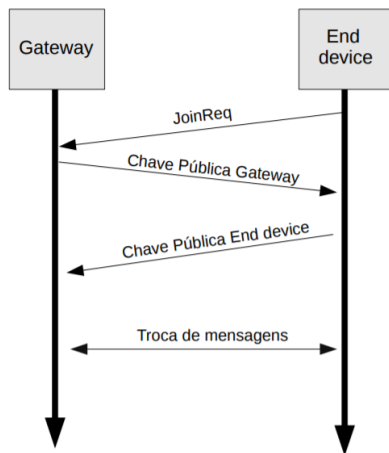 Gateway
End
device
JoinReq
Chave Pública Gateway
Chave Pública End device
Troca de mensagens